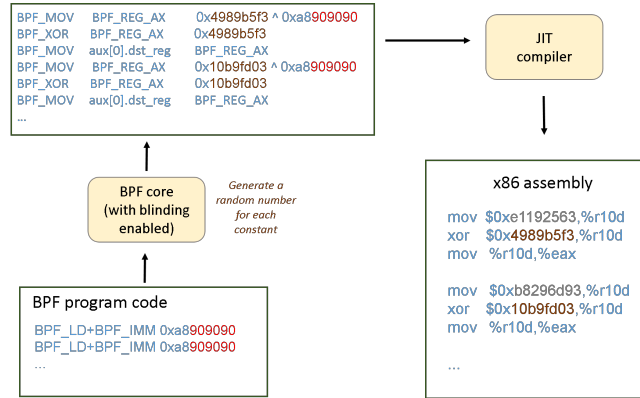 BPF_MOV BPF_REG_AX 0x4989b5f3 ^ 0xa8909090
BPF_XOR BPF_REG_AX 0x4989b5f3
BPF_MOV aux[0].dst_reg BPF_REG_AX
BPF_MOV BPF_REG_AX 0x10b9fd03 ^ 0xa8909090
BPF_XOR BPF_REG_AX 0x10b9fd03
BPF_MOV aux[0].dst_reg BPF_REG_AX
...
JIT
compiler
BPF core
(with blinding
enabled)
Generate a
random number
for each
constant
BPF program code
BPF_LD+BPF_IMM 0xa8909090
BPF_LD+BPF_IMM 0xa8909090
...
x86 assembly
mov $0xe1192563,%r10d
xor $0x4989b5f3,%r10d
mov %r10d,%eax
mov $0xb8296d93,%r10d
xor $0x10b9fd03,%r10d
mov %r10d,%eax
...